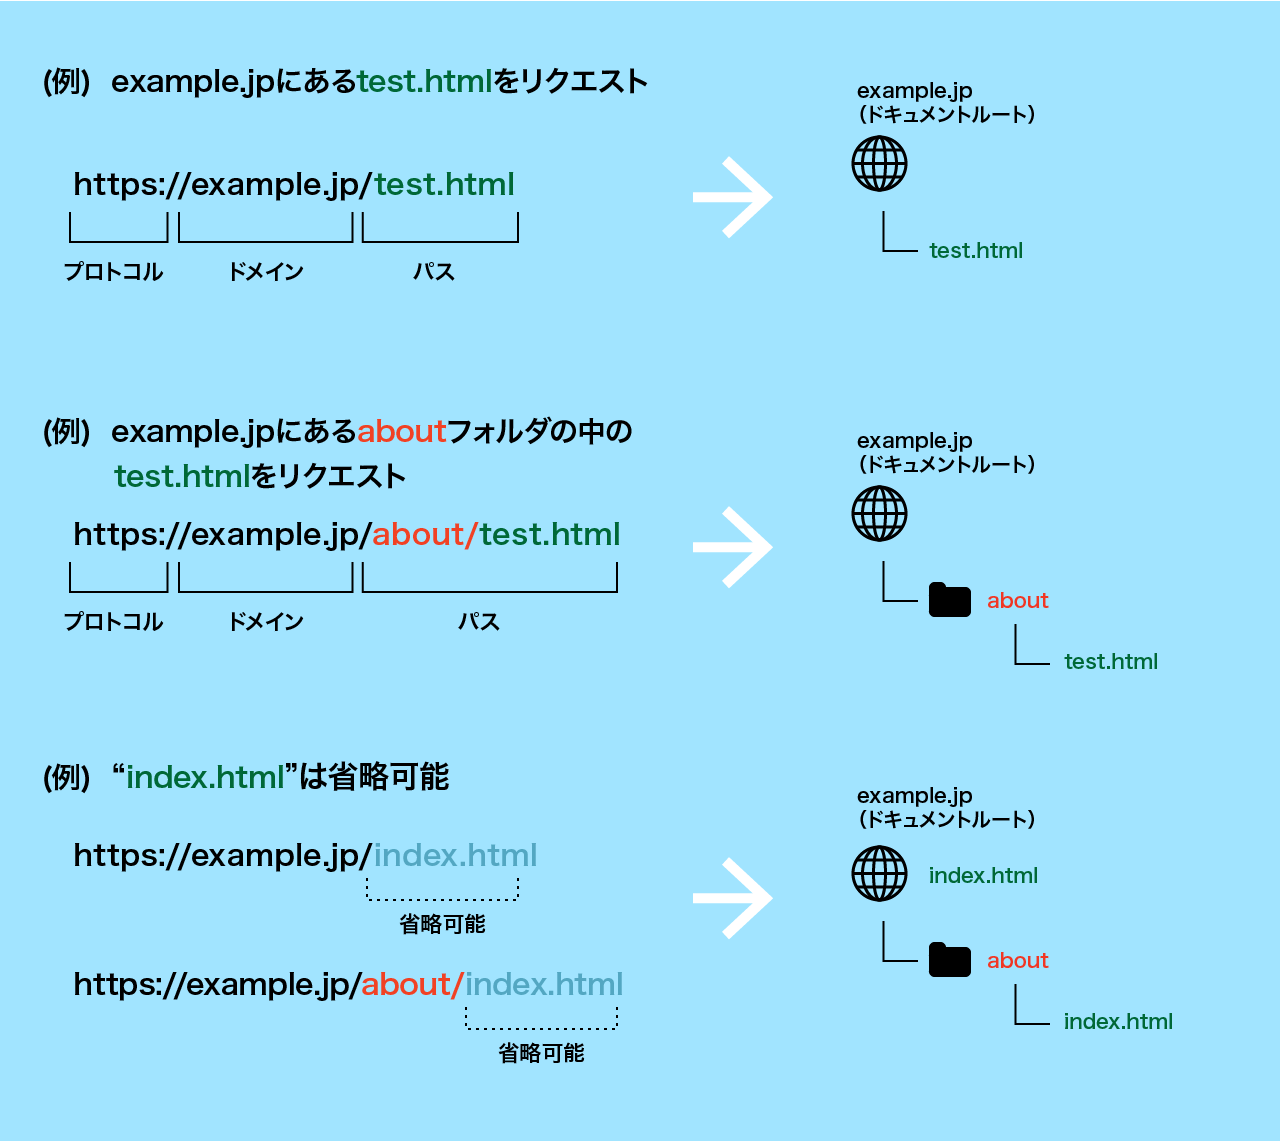 (例) example.jpにあるtest.htmlをリクエスト
https://example.jp/test.html
プロトコル ドメイン パス
example.jp
（ドキュメントルート）
test.html
(例) example.jpにあるaboutフォルダの中の
test.htmlをリクエスト
https://example.jp/about/test.html
プロトコル ドメイン パス
example.jp
（ドキュメントルート）
about
test.html
(例) “index.html”は省略可能
https://example.jp/index.html
省略可能
https://example.jp/about/index.html
省略可能
example.jp
（ドキュメントルート）
index.html
about
index.html